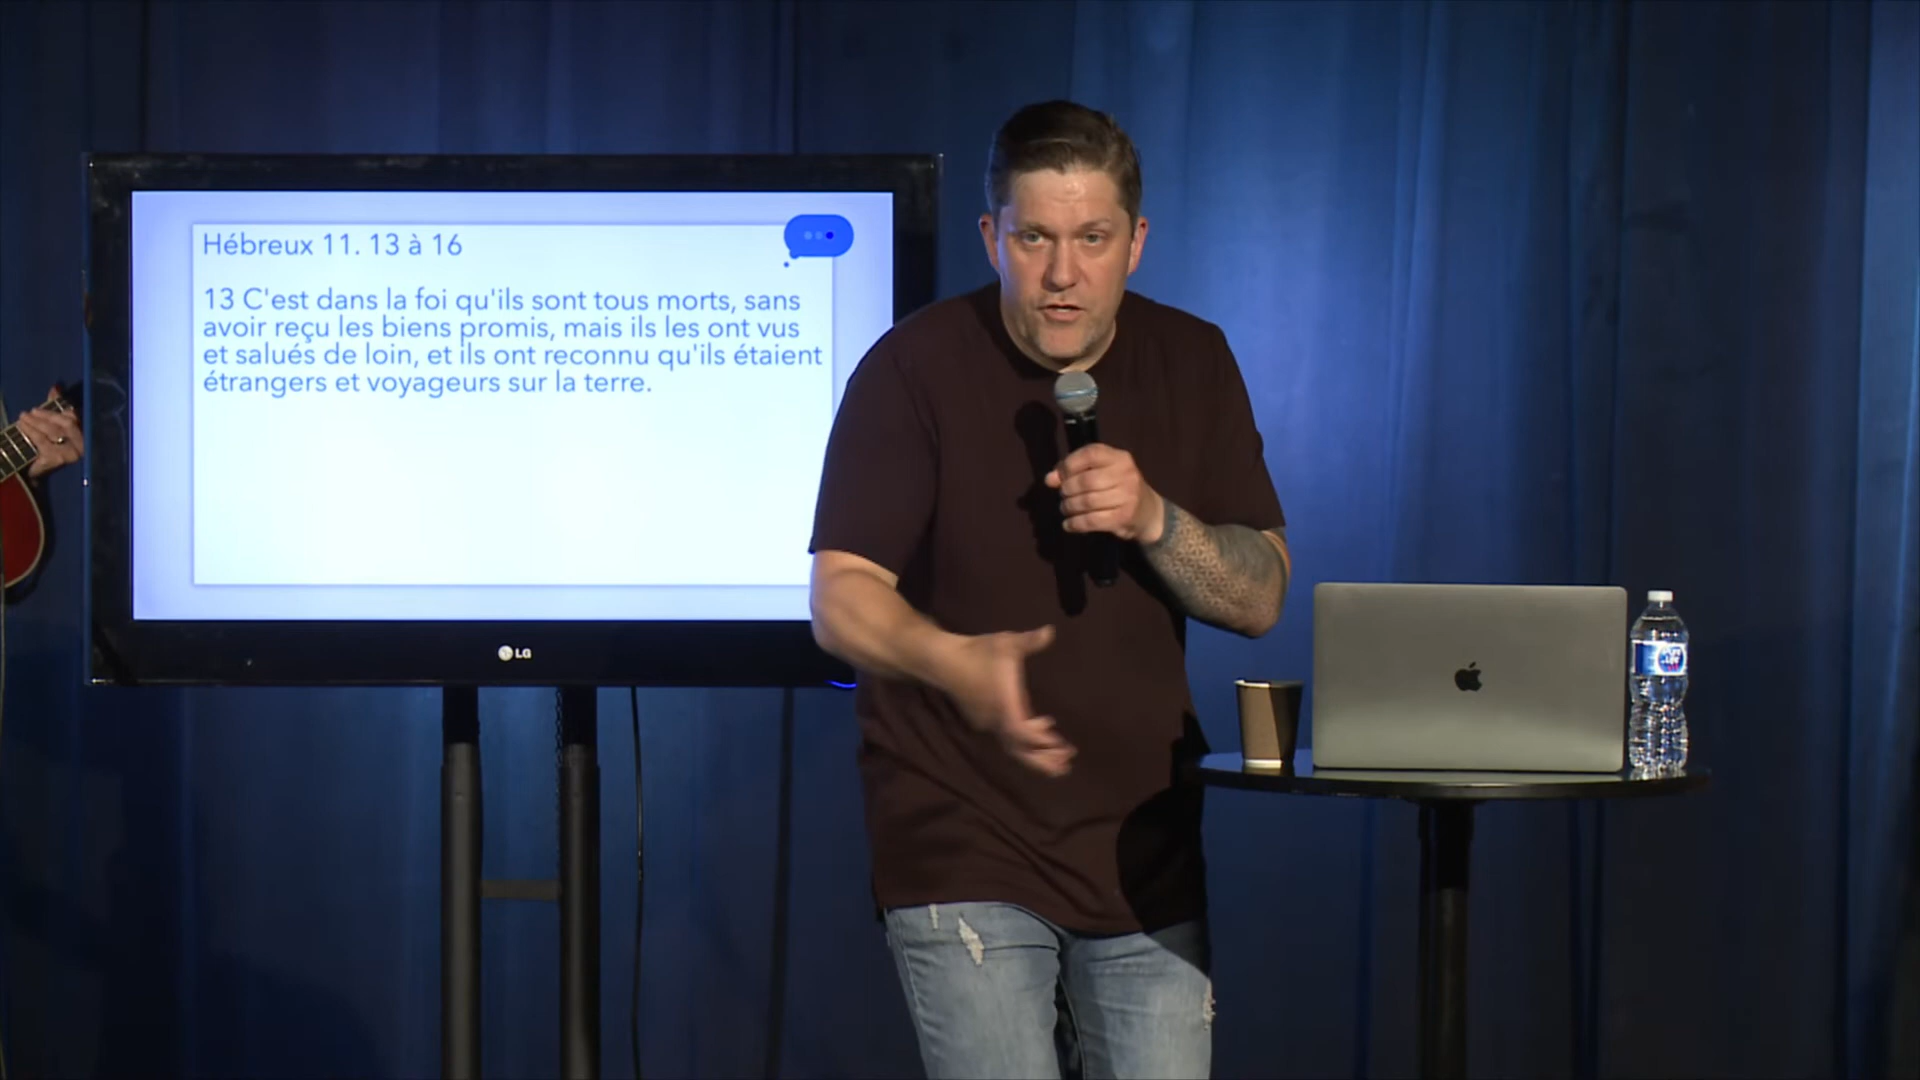 Hébreux 11. 13 à 16
13 C'est dans la foi qu'ils sont tous morts, sans
avoir reçu les biens promis, mais ils les ont vus
et salués de loin, et ils ont reconnu qu'ils étaient
étrangers et voyageurs sur la terre.
LG